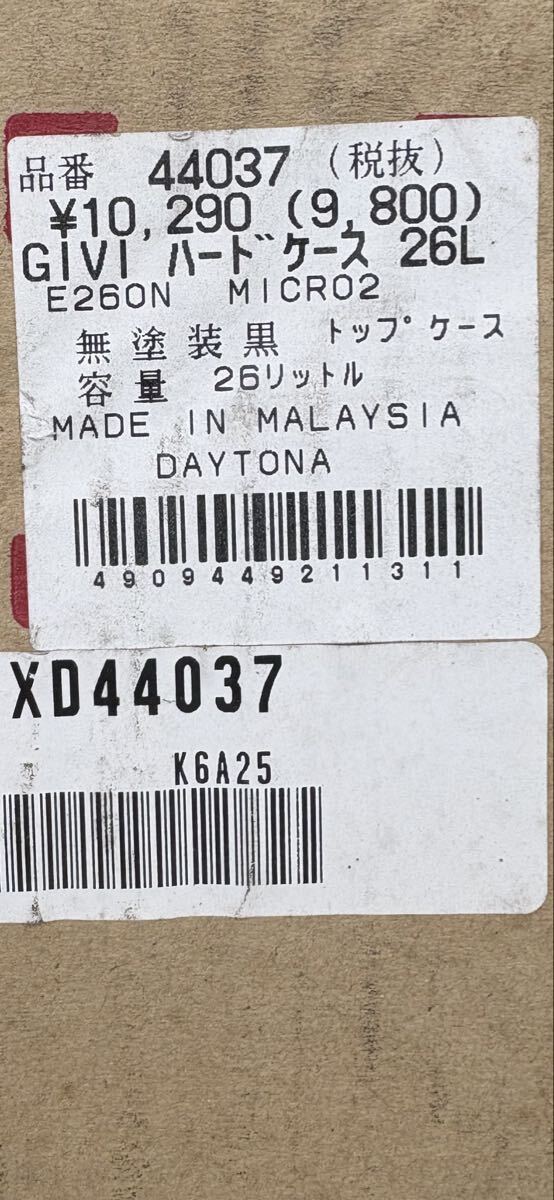 品番 44037 (税抜)
¥10,290 (9,800)
GIVI ハードケース 26L
E260N MICRO2
無塗装黒 トップケース
容量 26リットル
MADE IN MALAYSIA
DAYTONA
4909449211311
XD44037
K6A25